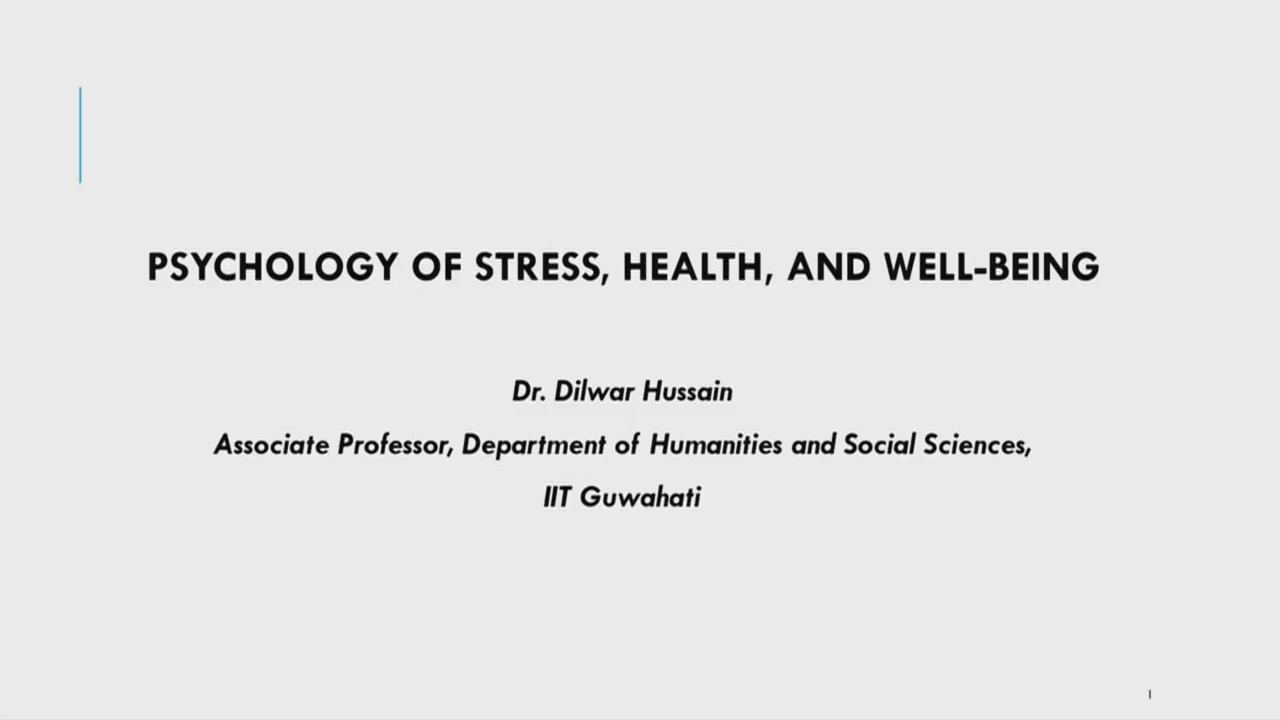 PSYCHOLOGY OF STRESS, HEALTH, AND WELL-BEING
Dr. Dilwar Hussain
Associate Professor, Department of Humanities and Social Sciences,
IIT Guwahati
1